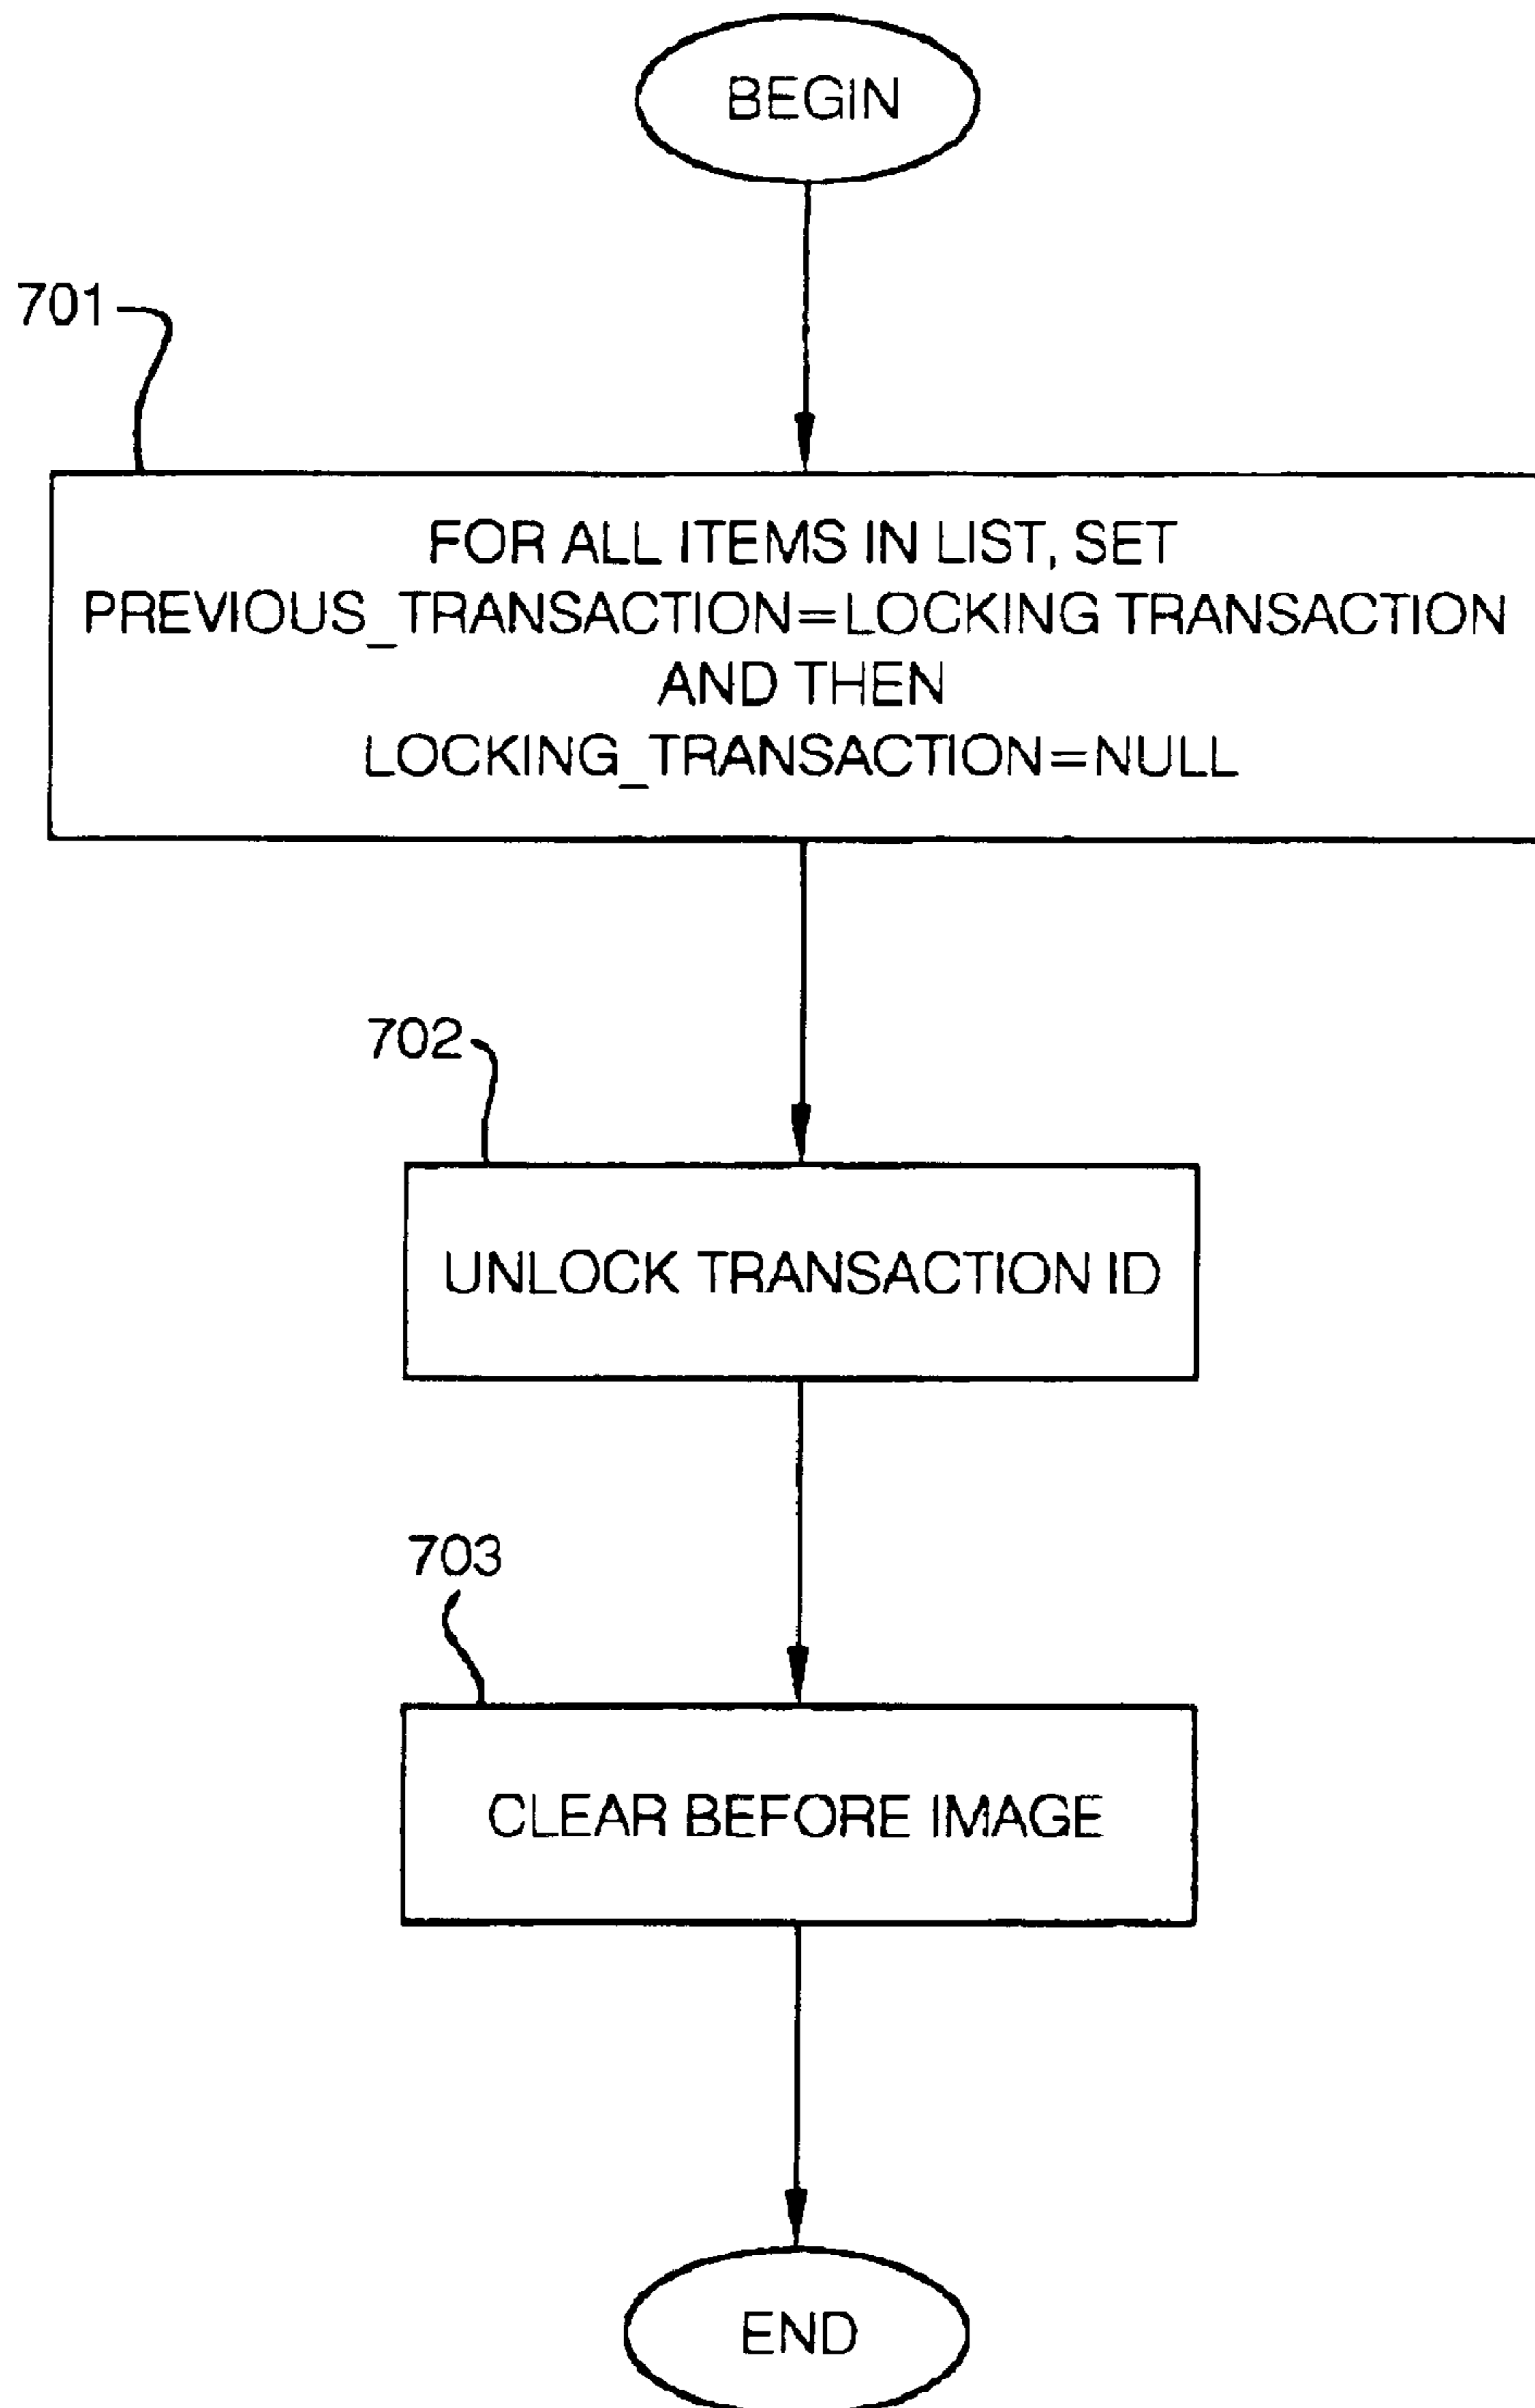 BEGIN
701
FOR ALL ITEMS IN LIST, SET
PREVIOUS_TRANSACTION=LOCKING TRANSACTION
AND THEN
LOCKING_TRANSACTION=NULL
702
UNLOCK TRANSACTION ID
703
CLEAR BEFORE IMAGE
END